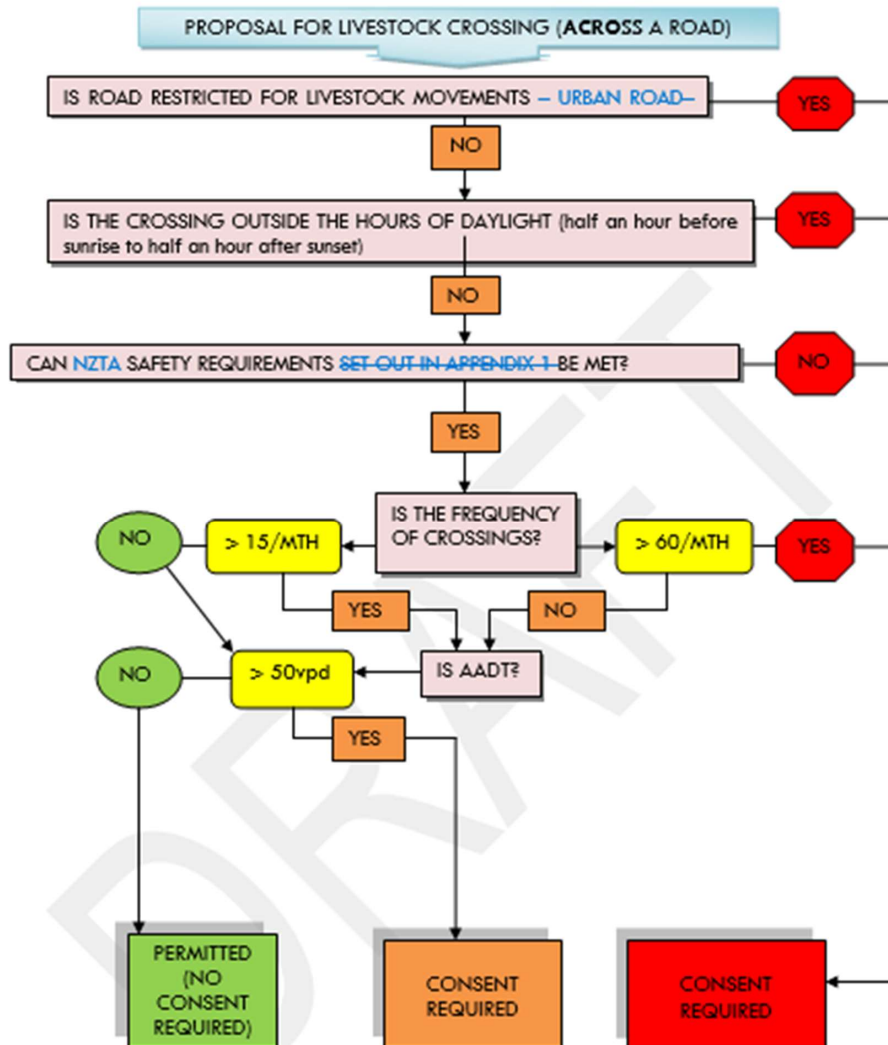 PROPOSAL FOR LIVESTOCK CROSSING (ACROSS A ROAD)
IS ROAD RESTRICTED FOR LIVESTOCK MOVEMENTS – URBAN ROAD–
YES
NO
IS THE CROSSING OUTSIDE THE HOURS OF DAYLIGHT (half an hour before
sunrise to half an hour after sunset)
YES
NO
CAN NZTA SAFETY REQUIREMENTS SET OUT IN APPENDIX 1 BE MET?
NO
YES
IS THE FREQUENCY
OF CROSSINGS?
NO
> 15/MTH
> 60/MTH
YES
YES
NO
NO
> 50vpd
IS AADT?
YES
PERMITTED
(NO
CONSENT
REQUIRED)
CONSENT
REQUIRED
CONSENT
REQUIRED
DRAFT